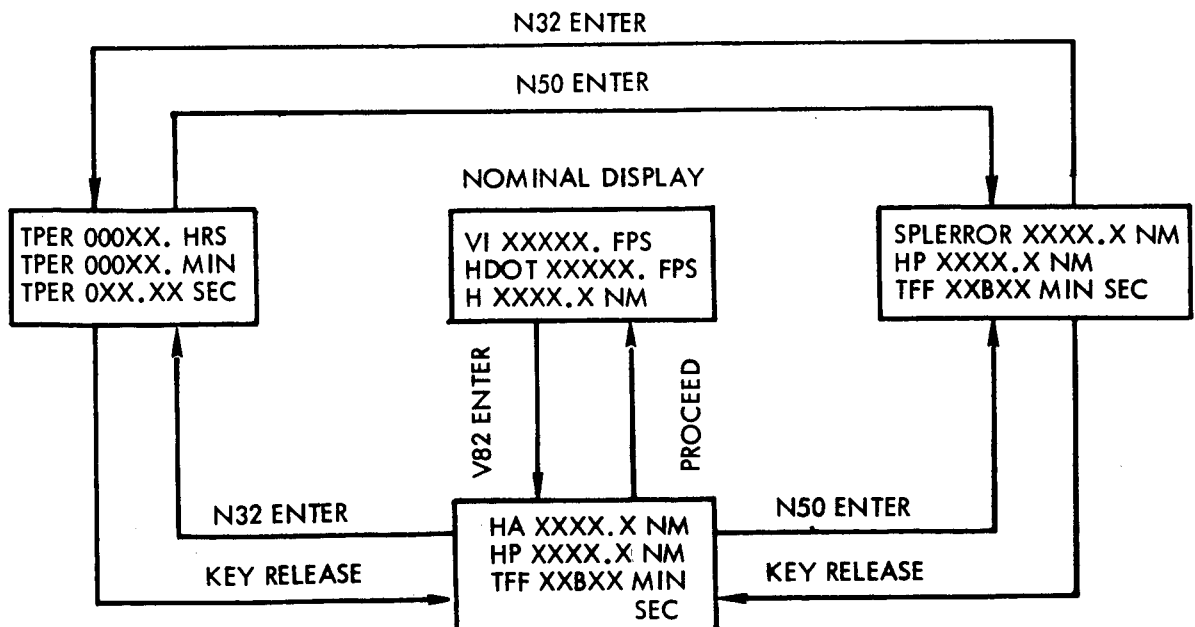 N32 ENTER
N50 ENTER
NOMINAL DISPLAY
TPER 000XX. HRS
TPER 000XX. MIN
TPER 0XX.XX SEC
VI XXXXX. FPS
HDOT XXXXX. FPS
H XXXX.X NM
SPLERROR XXXX.X NM
HP XXXX.X NM
TFF XXBXX MIN SEC
V82 ENTER
PROCEED
N32 ENTER
KEY RELEASE
HA XXXX.X NM
HP XXXX.X NM
TFF XXBXX MIN
SEC
N50 ENTER
KEY RELEASE